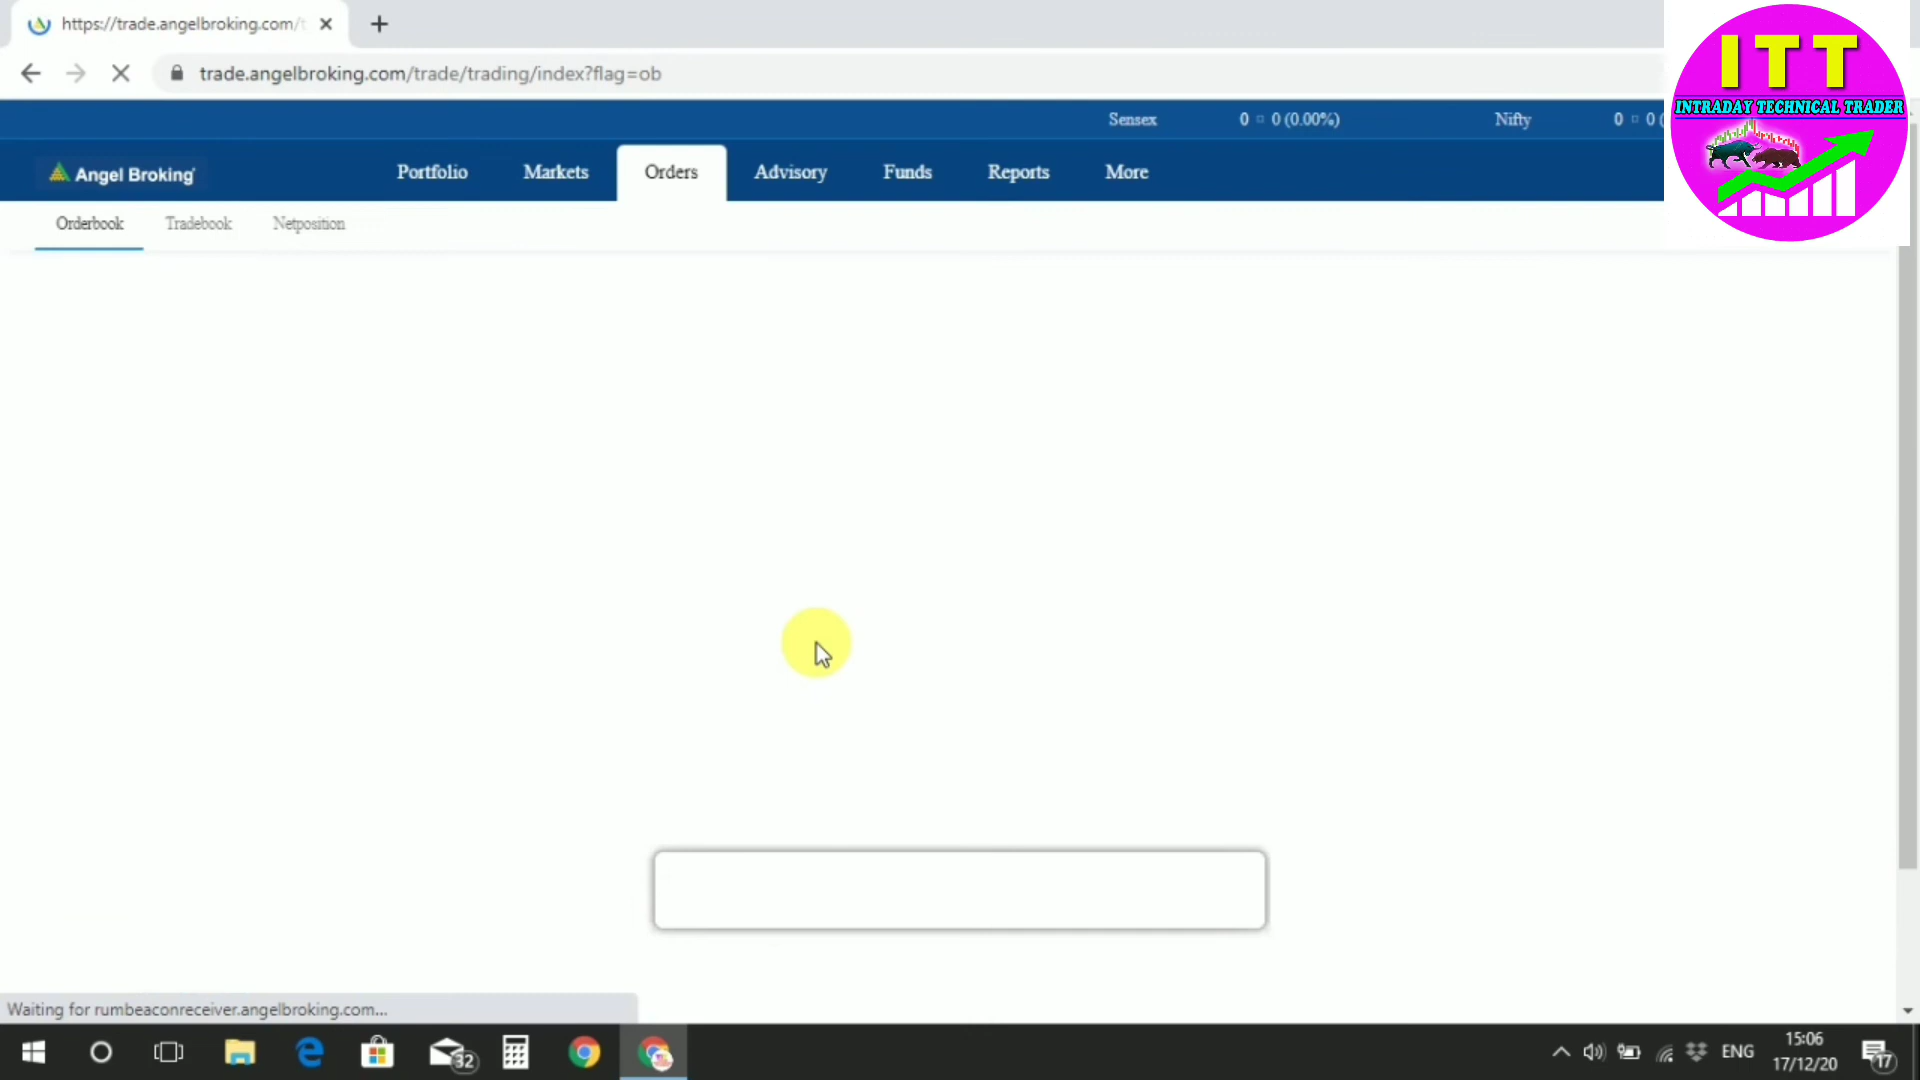 https://trade.angelbroking.com/t
trade.angelbroking.com/trade/trading/index?flag=ob
ITT
INTRADAY TECHNICAL TRADER
Sensex 0 0 (0.00%) Nifty 0 0 (
Angel Broking
Portfolio Markets Orders Advisory Funds Reports More
Orderbook Tradebook Netposition
Waiting for rumbeaconreceiver.angelbroking.com...
32
ENG
15:06
17/12/20
17